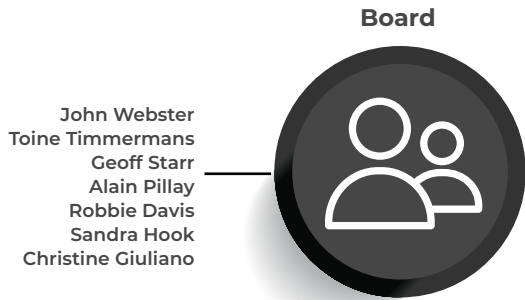 Board
John Webster
Toine Timmermans
Geoff Starr
Alain Pillay
Robbie Davis
Sandra Hook
Christine Giuliano